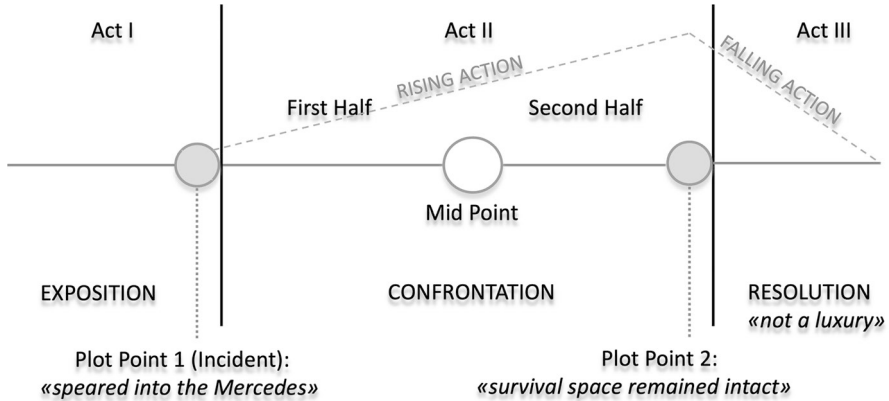 Act I
Act II
Act III
RISING ACTION
FALLING ACTION
First Half
Second Half
Mid Point
EXPOSITION
CONFRONTATION
RESOLUTION
«not a luxury»
Plot Point 1 (Incident):
«speared into the Mercedes»
Plot Point 2:
«survival space remained intact»